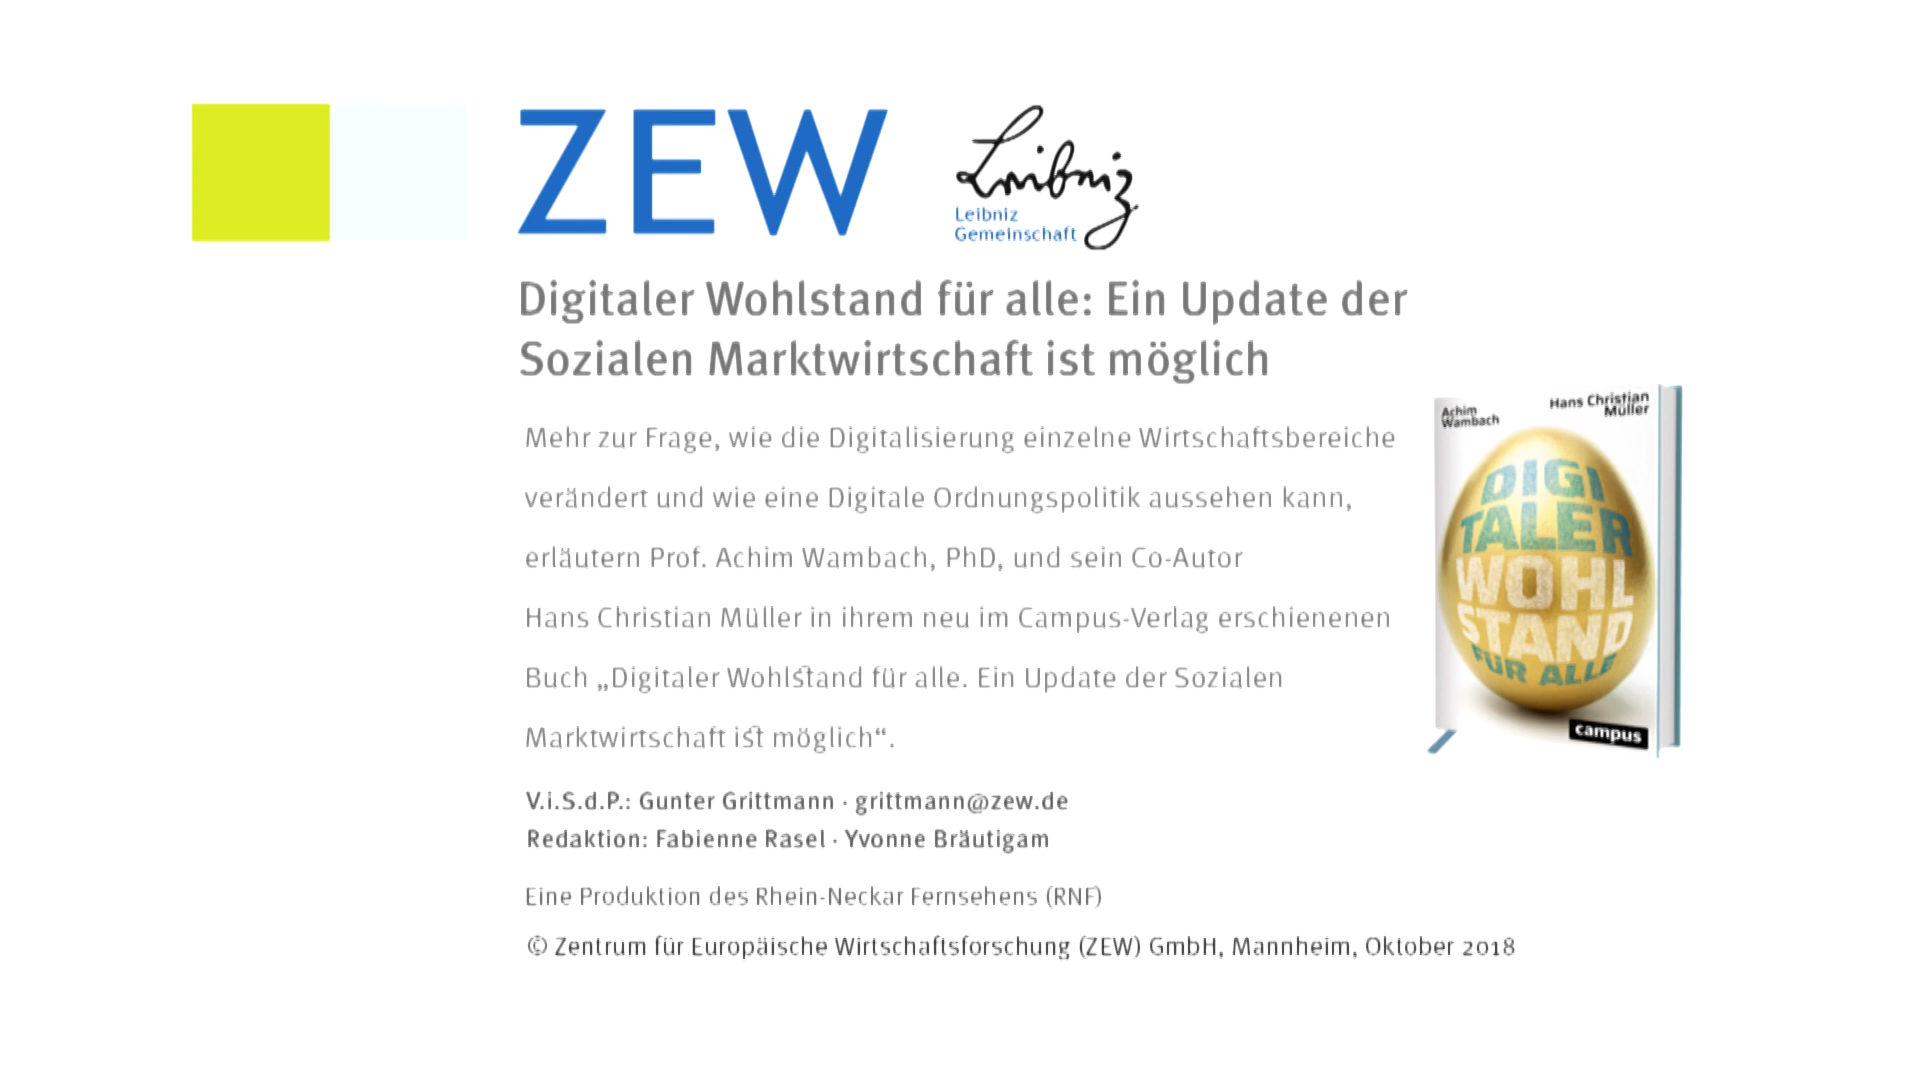 ZEW
Leibniz
Leibniz
Gemeinschaft
Digitaler Wohlstand für alle: Ein Update der
Sozialen Marktwirtschaft ist möglich
Mehr zur Frage, wie die Digitalisierung einzelne Wirtschaftsbereiche
verändert und wie eine Digitale Ordnungspolitik aussehen kann,
erläutern Prof. Achim Wambach, PhD, und sein Co-Autor
Hans Christian Müller in ihrem neu im Campus-Verlag erschienenen
Buch „Digitaler Wohlstand für alle. Ein Update der Sozialen
Marktwirtschaft ist möglich“.
Achim
Wambach
Hans Christian
Müller
DIGI
TALER
WOHL
STAND
FÜR ALLE
campus
V.i.S.d.P.: Gunter Grittmann · grittmann@zew.de
Redaktion: Fabienne Rasel · Yvonne Bräutigam
Eine Produktion des Rhein-Neckar Fernsehens (RNF)
© Zentrum für Europäische Wirtschaftsforschung (ZEW) GmbH, Mannheim, Oktober 2018